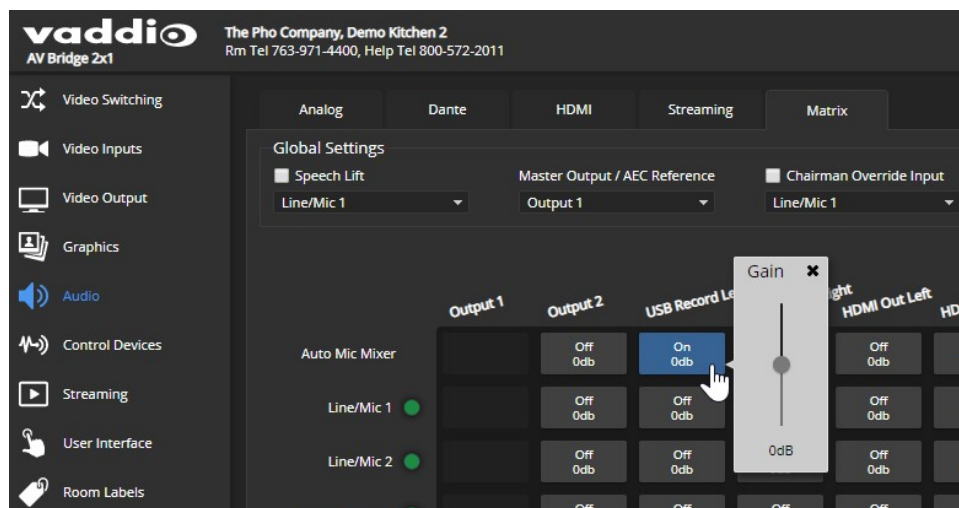 vaddio
AV Bridge 2x1
The Pho Company, Demo Kitchen 2
Rm Tel 763-971-4400, Help Tel 800-572-2011
Video Switching
Video Inputs
Video Output
Graphics
Audio
Control Devices
Streaming
User Interface
Room Labels
Analog Dante HDMI Streaming Matrix
Global Settings
Speech Lift Master Output / AEC Reference Chairman Override Input
Line/Mic 1 Output 1 Line/Mic 1
Gain
0dB
Output 1 Output 2 USB Record HDMI Out Left
Auto Mic Mixer Off On Off
0db 0db 0db
Line/Mic 1 Off Off Off
0db 0db 0db
Line/Mic 2 Off Off Off
0db 0db 0db